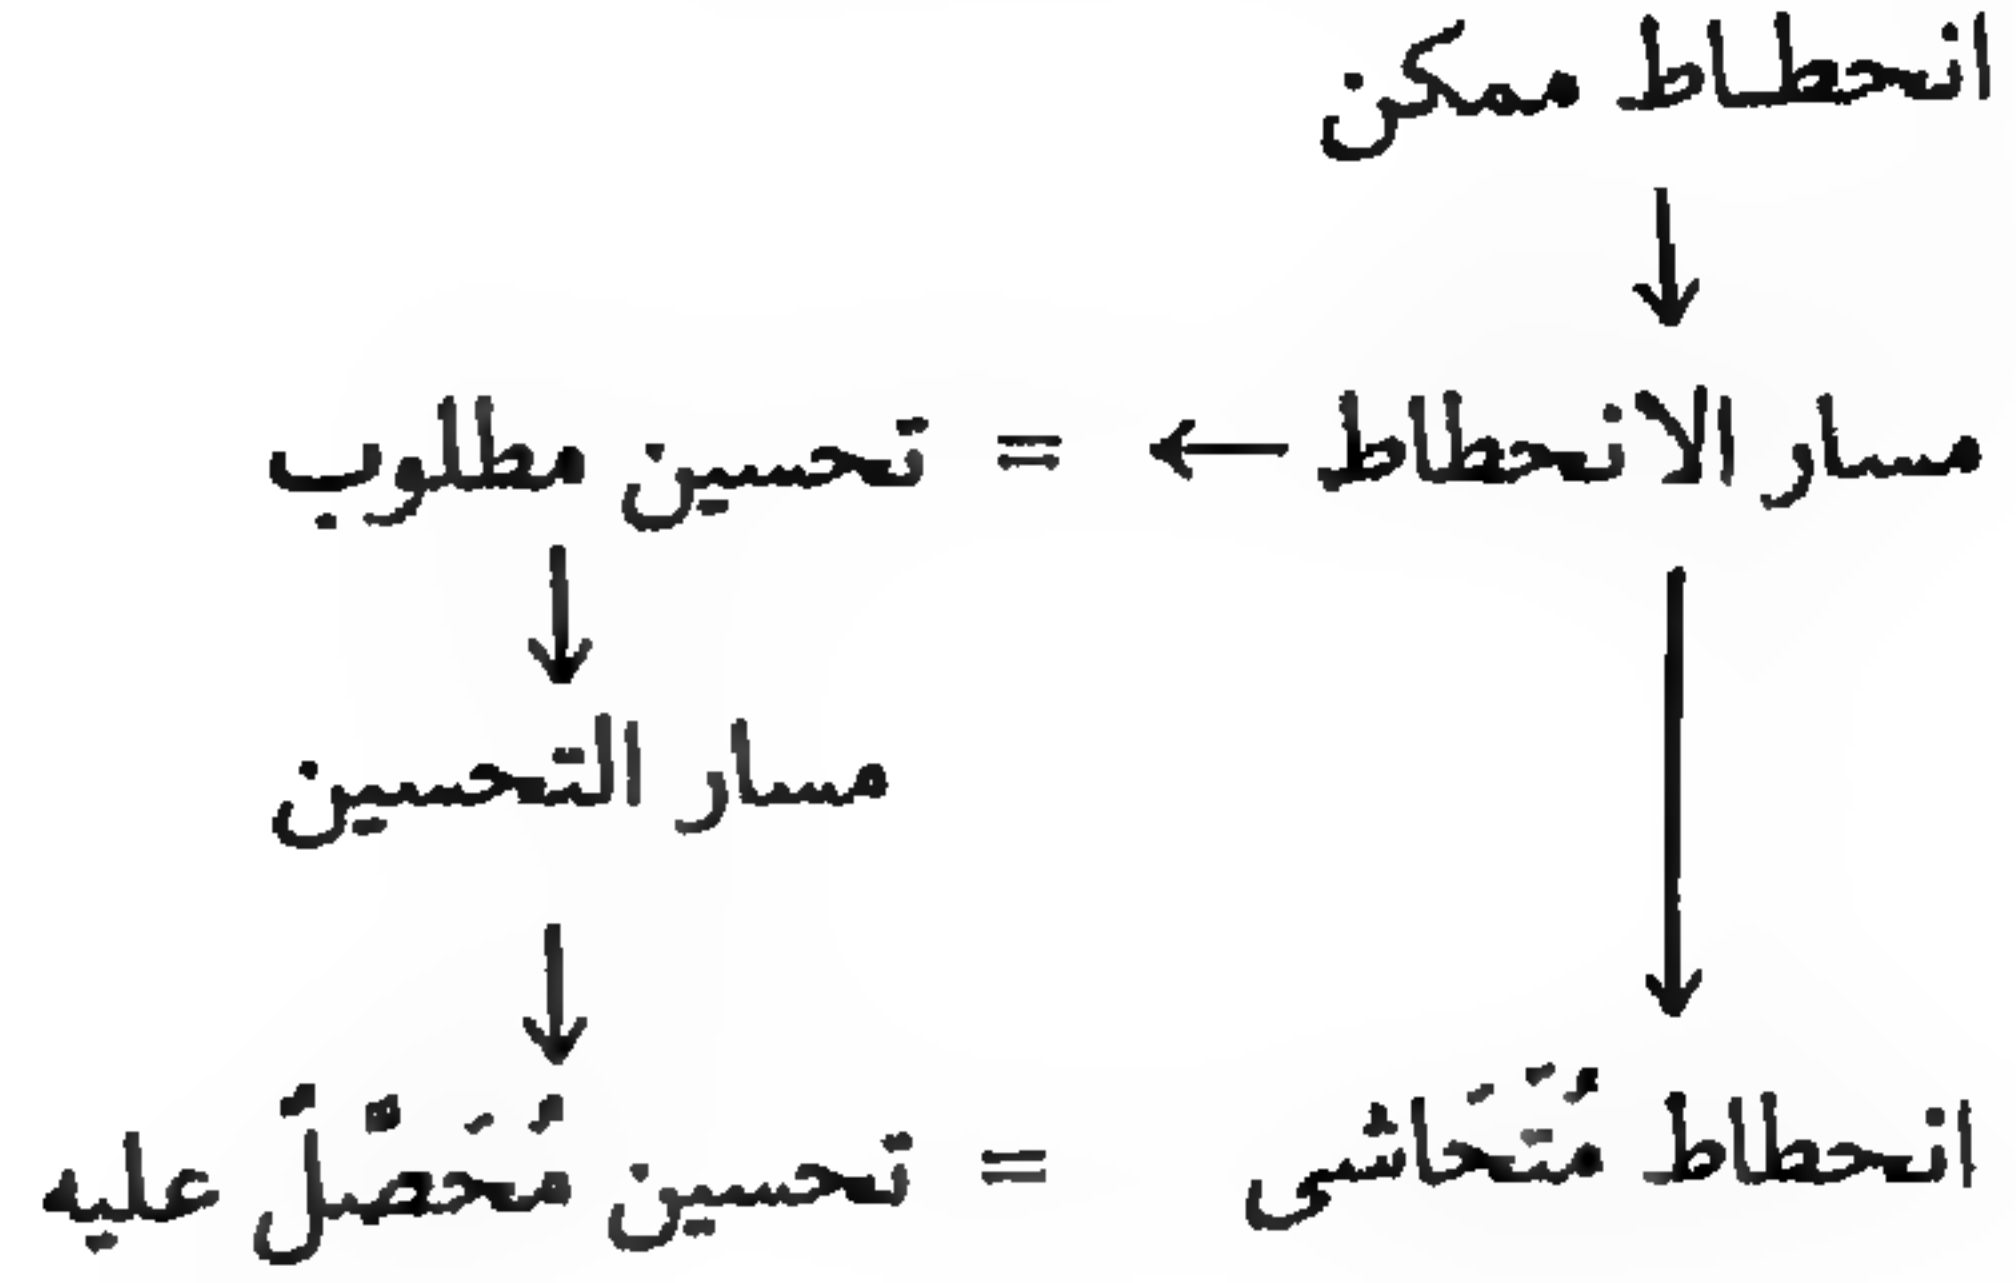 انحطاط ممكن
↓
مسار الانحطاط ← = تحسين مطلوب
↓
مسار التحسين
↓ ↓
انحطاط مُتَحَاشى = تحسين مُحَصَّلٌ عليه